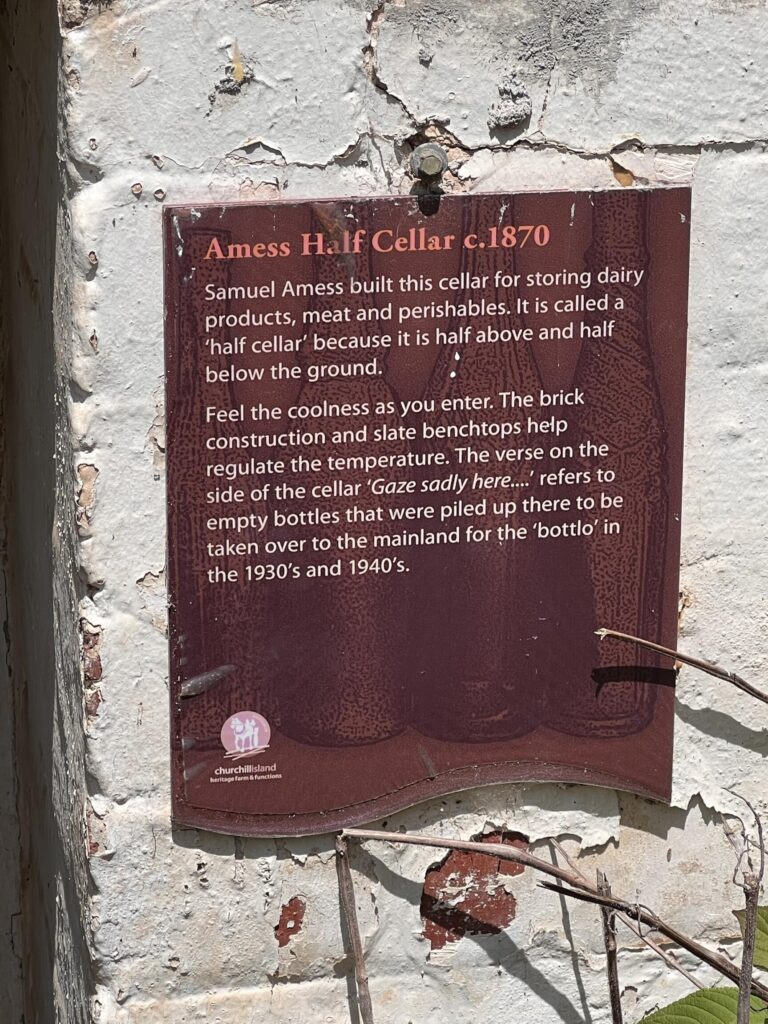 Amess Half Cellar c.1870
Samuel Amess built this cellar for storing dairy
products, meat and perishables. It is called a
‘half cellar’ because it is half above and half
below the ground.
Feel the coolness as you enter. The brick
construction and slate benchtops help
regulate the temperature. The verse on the
side of the cellar ‘Gaze sadly here....’ refers to
empty bottles that were piled up there to be
taken over to the mainland for the ‘bottlo’ in
the 1930’s and 1940’s.
churchillisland
heritage farm & functions